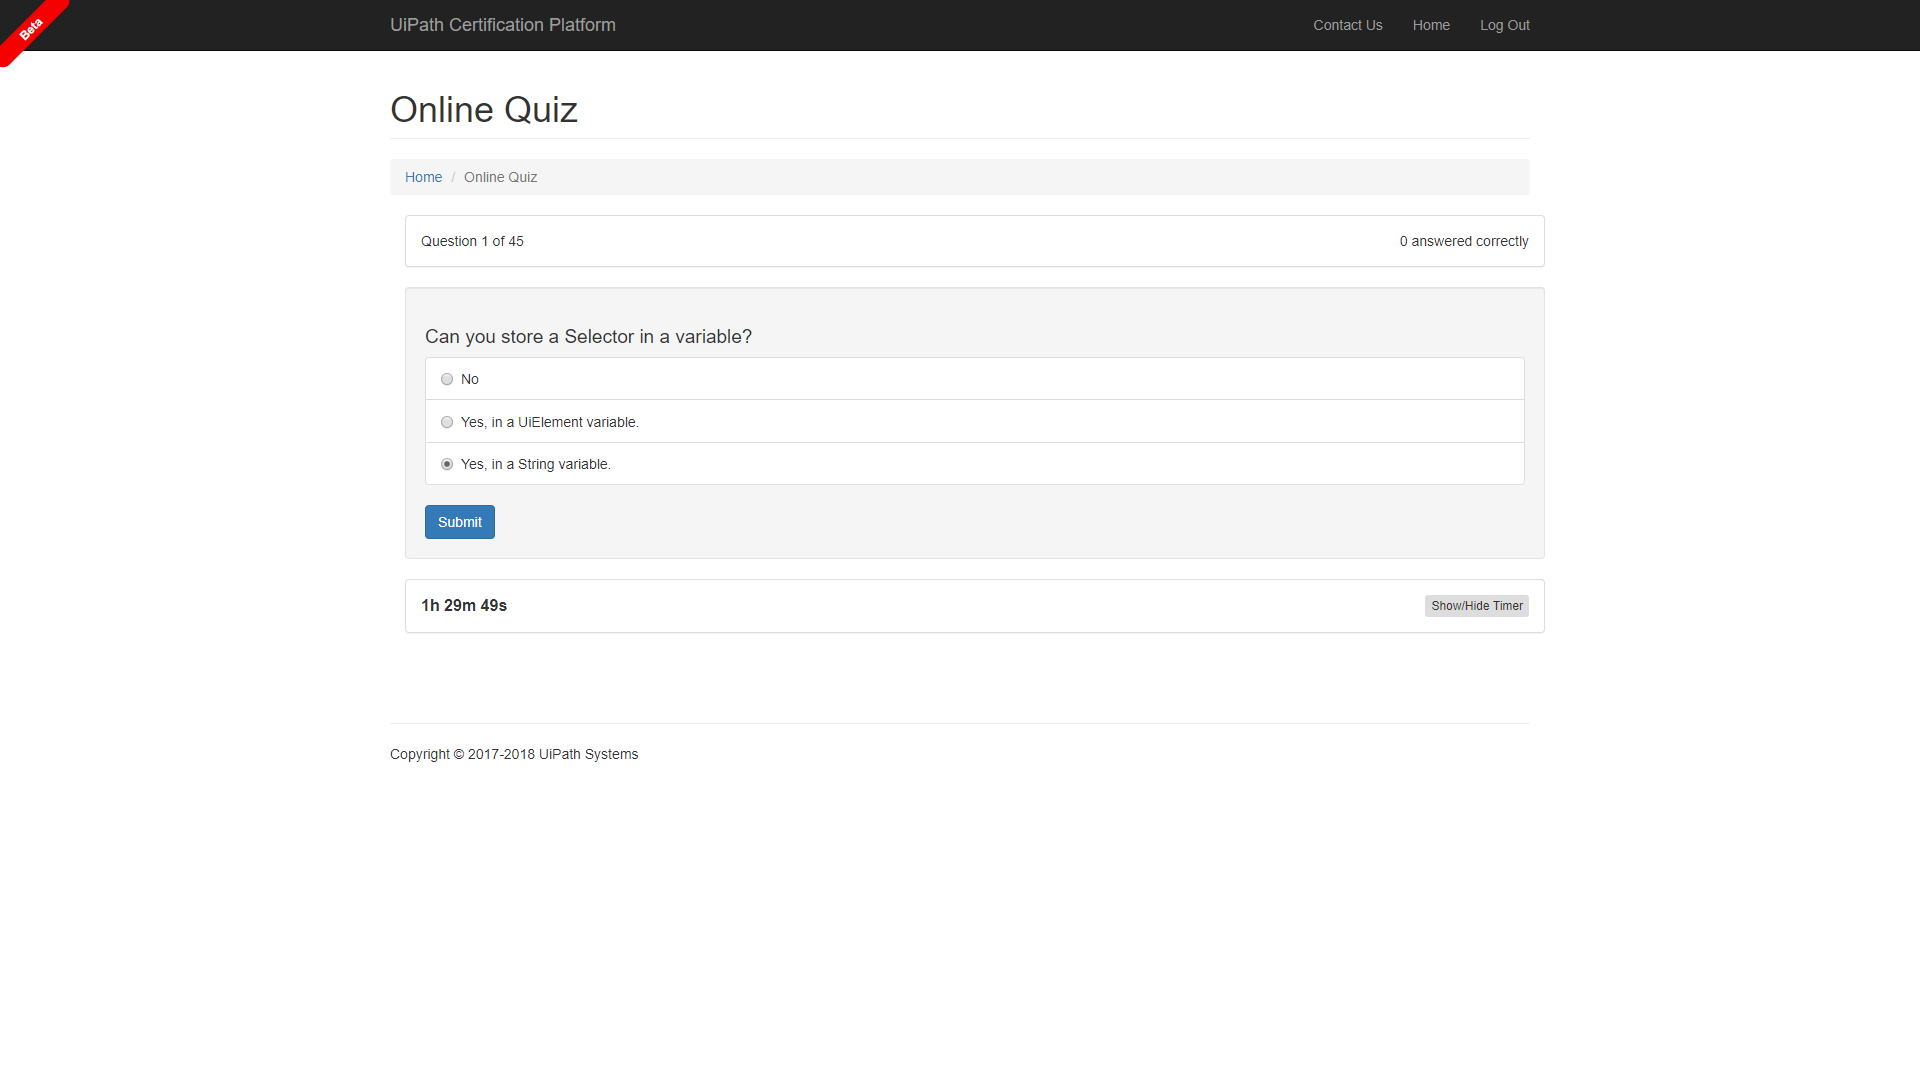 Beta
UiPath Certification Platform
Contact Us Home Log Out
Online Quiz
Home / Online Quiz
Question 1 of 45 0 answered correctly
Can you store a Selector in a variable?
No
Yes, in a UiElement variable.
Yes, in a String variable.
Submit
1h 29m 49s Show/Hide Timer
Copyright © 2017-2018 UiPath Systems